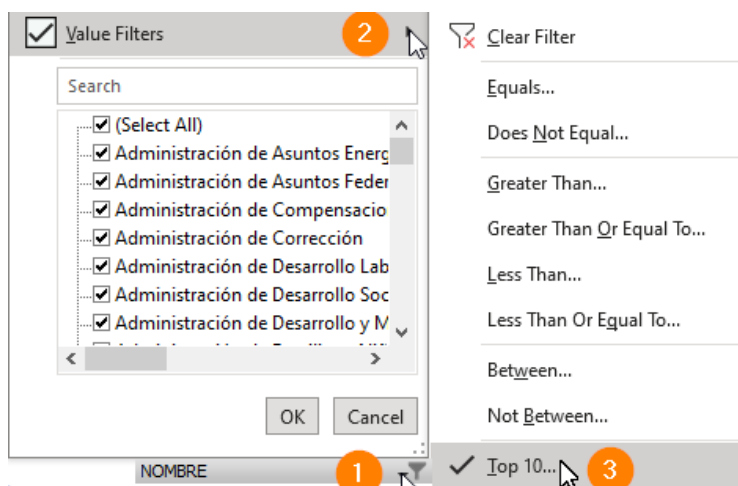 Value Filters
2
Search
(Select All)
Administración de Asuntos Energ
Administración de Asuntos Feder
Administración de Compensacio
Administración de Corrección
Administración de Desarrollo Lab
Administración de Desarrollo Soc
Administración de Desarrollo y M
OK Cancel
NOMBRE
1
Clear Filter
Equals...
Does Not Equal...
Greater Than...
Greater Than Or Equal To...
Less Than...
Less Than Or Equal To...
Between...
Not Between...
Top 10...
3